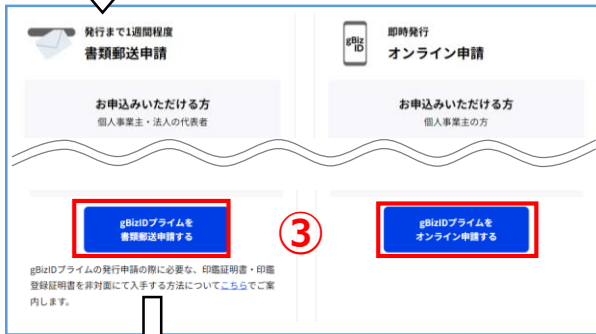 発行まで1週間程度
書類郵送申請
お申込みいただける方
個人事業主・法人の代表者
gBizIDプライムを
書類郵送申請する
gBizIDプライムの発行申請の際に必要な、印鑑証明書・印鑑
登録証明書を非対面にて入手する方法についてこちらでご案
内します。
③
gBiz
ID
即時発行
オンライン申請
お申込みいただける方
個人事業主の方
gBizIDプライムを
オンライン申請する